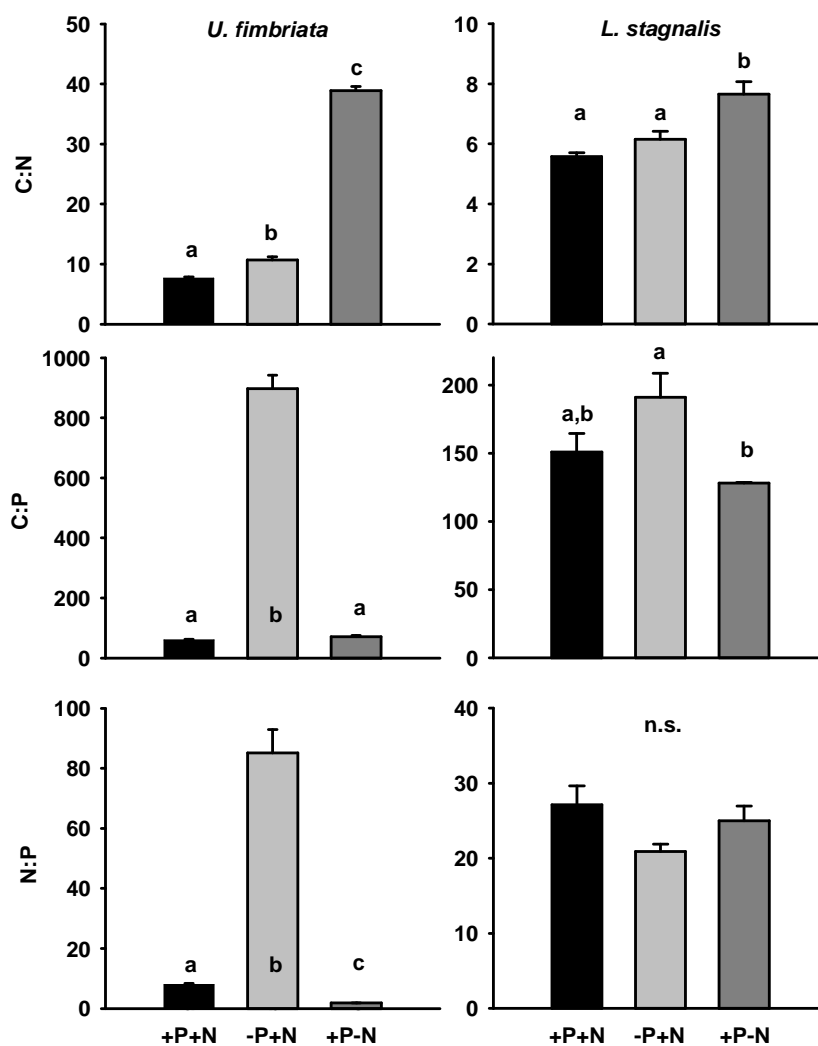 U. fimbriata
L. stagnalis
C:N
50
40
30
20
10
0
a
b
c
10
8
6
4
2
0
a
a
b
C:P
1000
800
600
400
200
0
a
b
a
200
150
100
50
0
a,b
a
b
N:P
100
80
60
40
20
0
a
b
c
40
30
20
10
0
n.s.
+P+N -P+N +P-N
+P+N -P+N +P-N